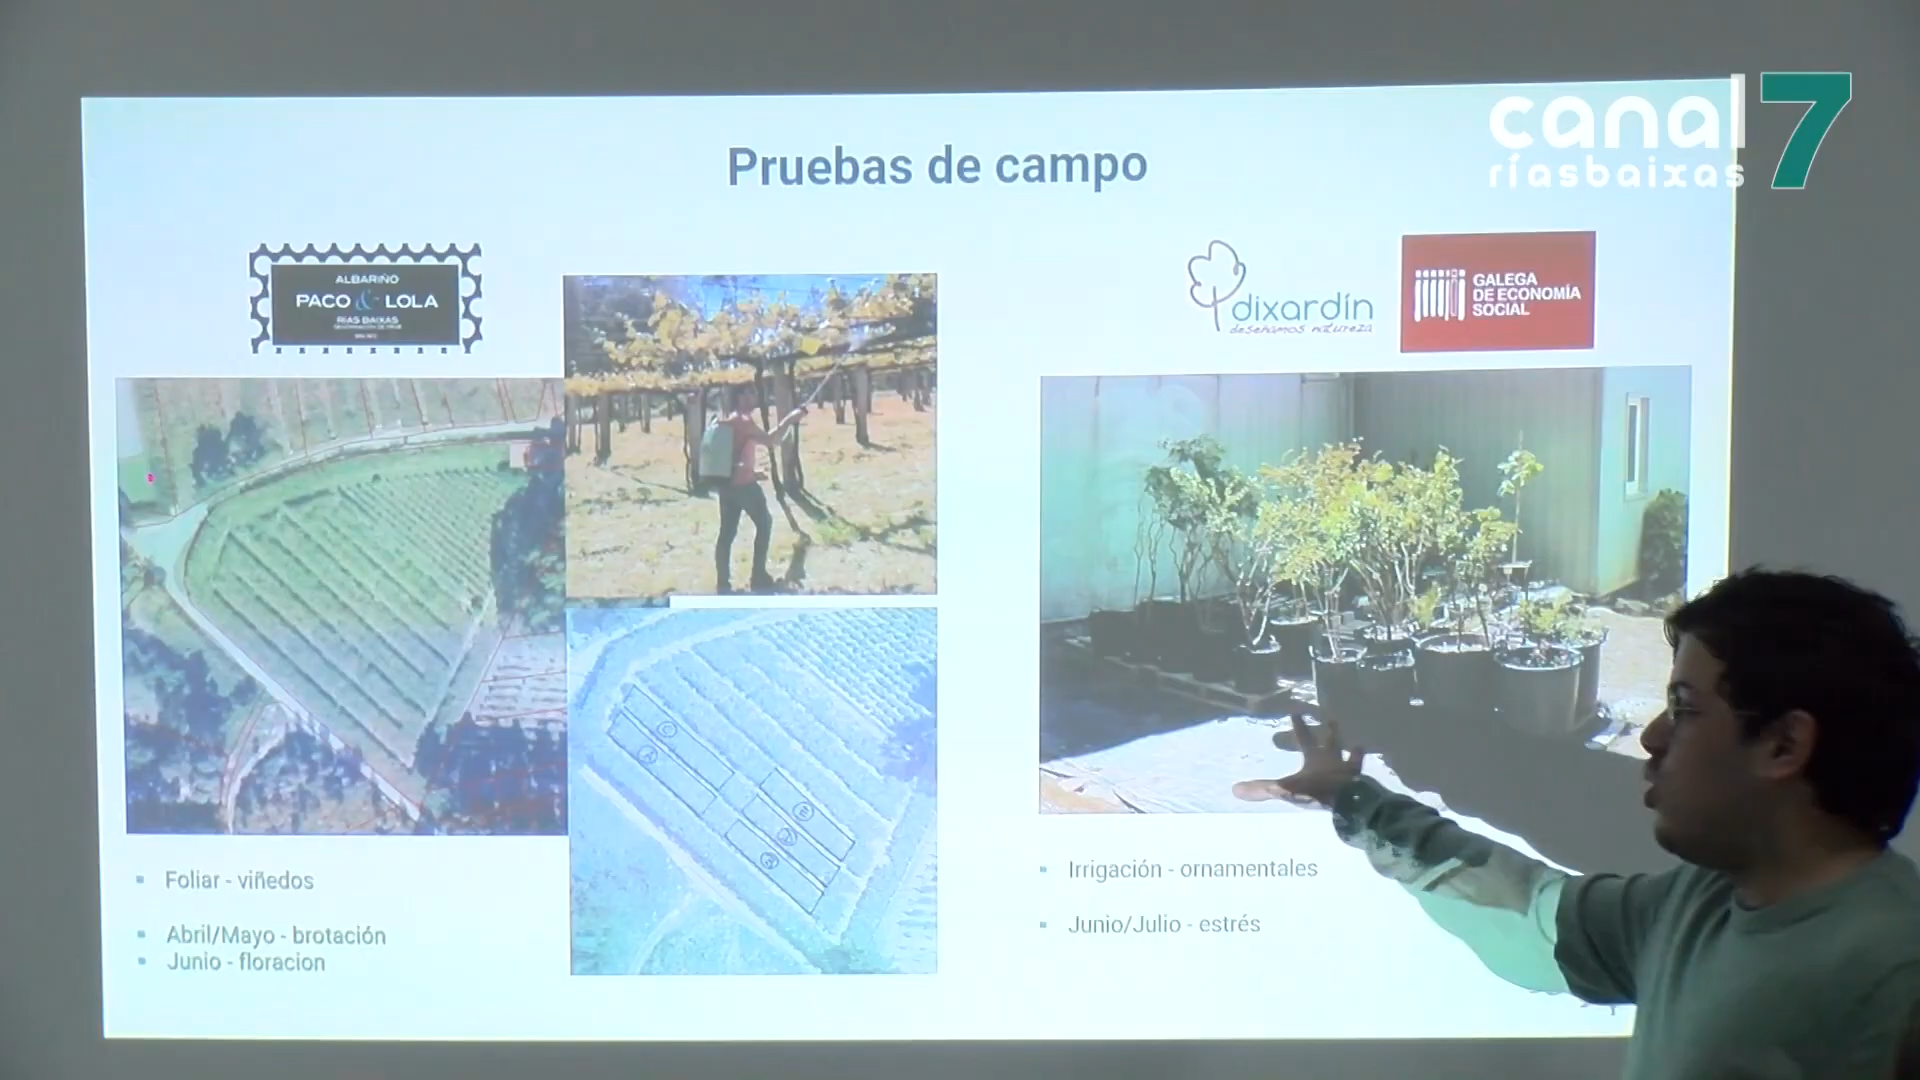 canal 7
ríasbaixas
Pruebas de campo
ALBARIÑO
PACO & LOLA
RÍAS BAIXAS
dixardín
deseñamos natureza
GALEGA
DE ECONOMÍA
SOCIAL
Foliar - viñedos
Abril/Mayo - brotación
Junio - floracion
Irrigación - ornamentales
Junio/Julio - estrés